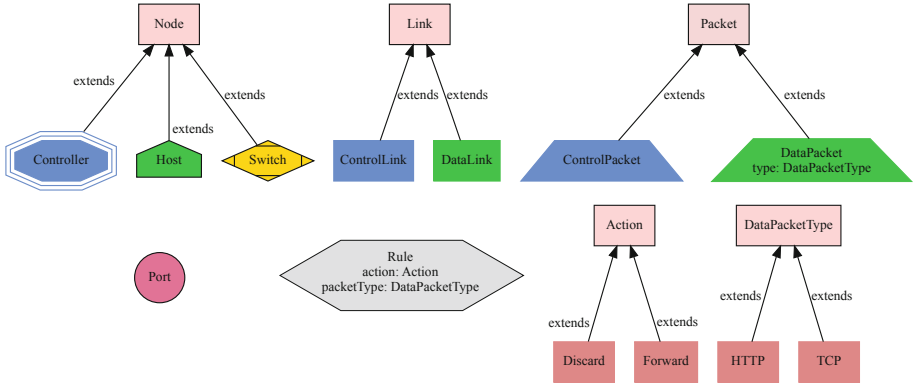 Node
Link
Packet
extends
extends
extends
extends
extends
extends
extends
Controller
Host
Switch
ControlLink
DataLink
ControlPacket
DataPacket
type: DataPacketType
Action
DataPacketType
Port
Rule
action: Action
packetType: DataPacketType
extends
extends
extends
extends
Discard
Forward
HTTP
TCP